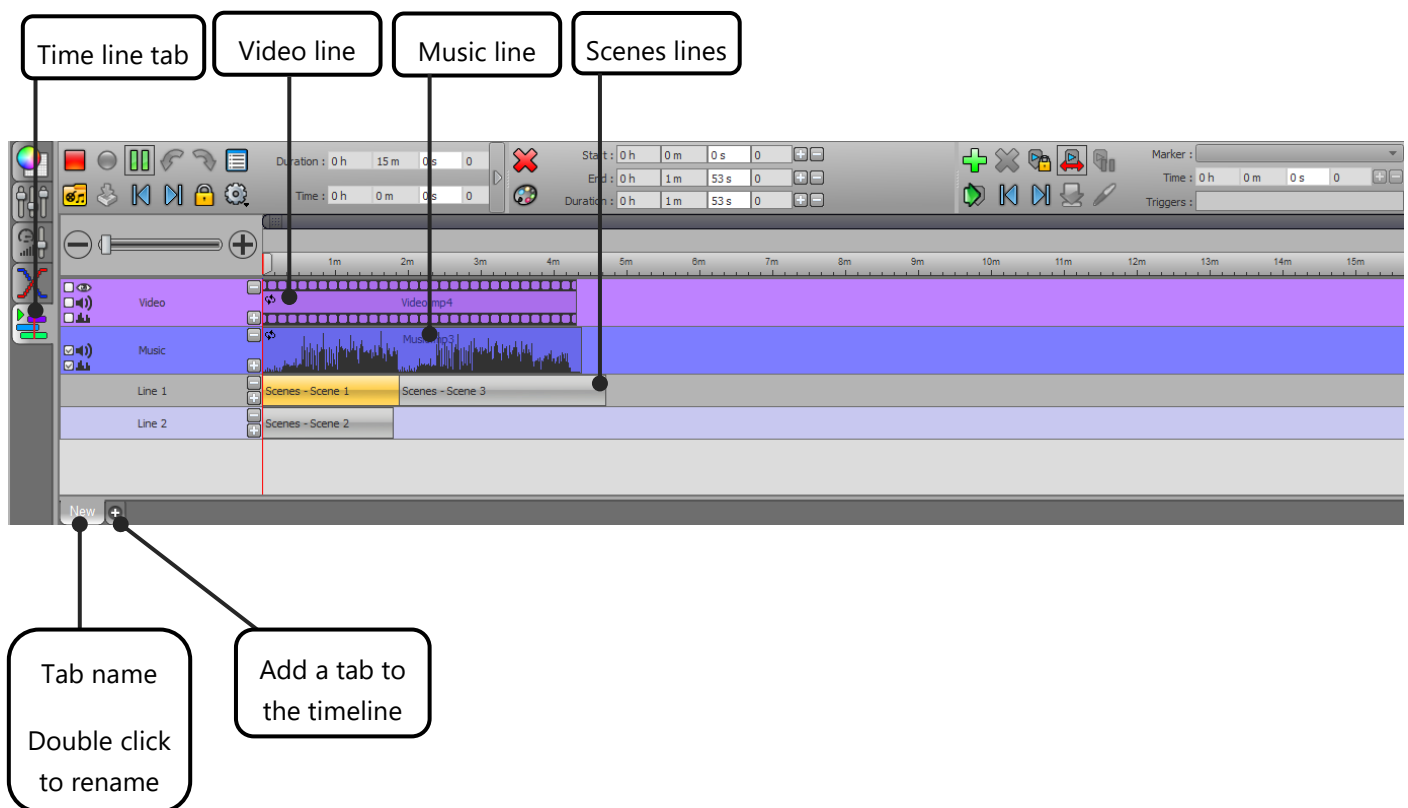 Time line tab
Video line
Music line
Scenes lines
Duration : 0 h 15 m 0 s 0
Start : 0 h 0 m 0 s 0
Marker :
End : 0 h 1 m 53 s 0
Time : 0 h 0 m 0 s 0
Time : 0 h 0 m 0 s 0
Duration : 0 h 1 m 53 s 0
Triggers :
1m 2m 3m 4m 5m 6m 7m 8m 9m 10m 11m 12m 13m 14m 15m
Video
Video.mp4
Music
Music.mp3
Line 1
Scenes - Scene 1
Scenes - Scene 3
Line 2
Scenes - Scene 2
New
Tab name
Double click
to rename
Add a tab to
the timeline